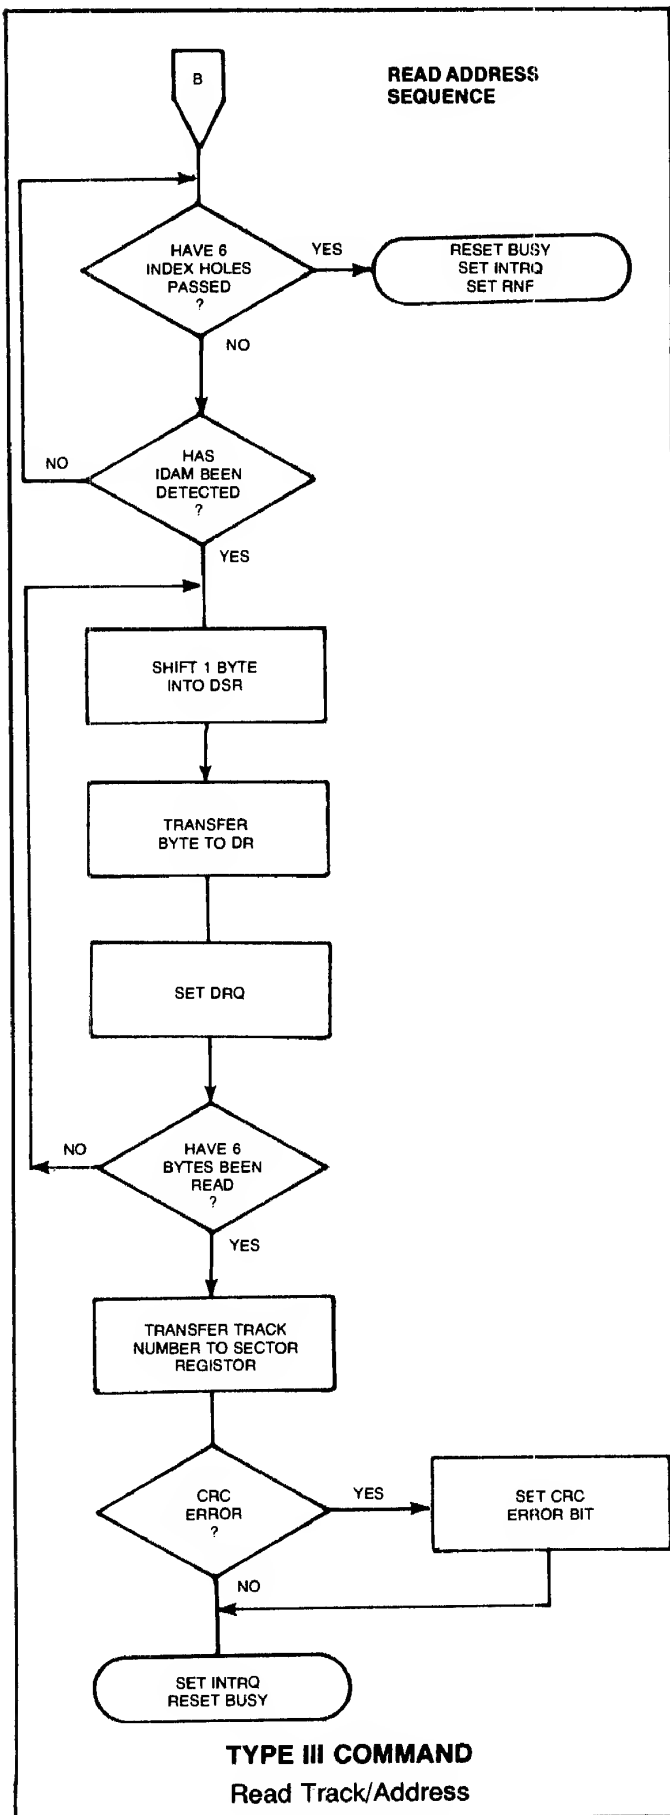 B
READ ADDRESS
SEQUENCE
HAVE 6
INDEX HOLES
PASSED
?
YES
RESET BUSY
SET INTRQ
SET RNF
NO
HAS
IDAM BEEN
DETECTED
?
NO
YES
SHIFT 1 BYTE
INTO DSR
TRANSFER
BYTE TO DR
SET DRQ
HAVE 6
BYTES BEEN
READ
?
NO
YES
TRANSFER TRACK
NUMBER TO SECTOR
REGISTOR
CRC
ERROR
?
YES
SET CRC
ERROR BIT
NO
SET INTRQ
RESET BUSY
TYPE III COMMAND
Read Track/Address